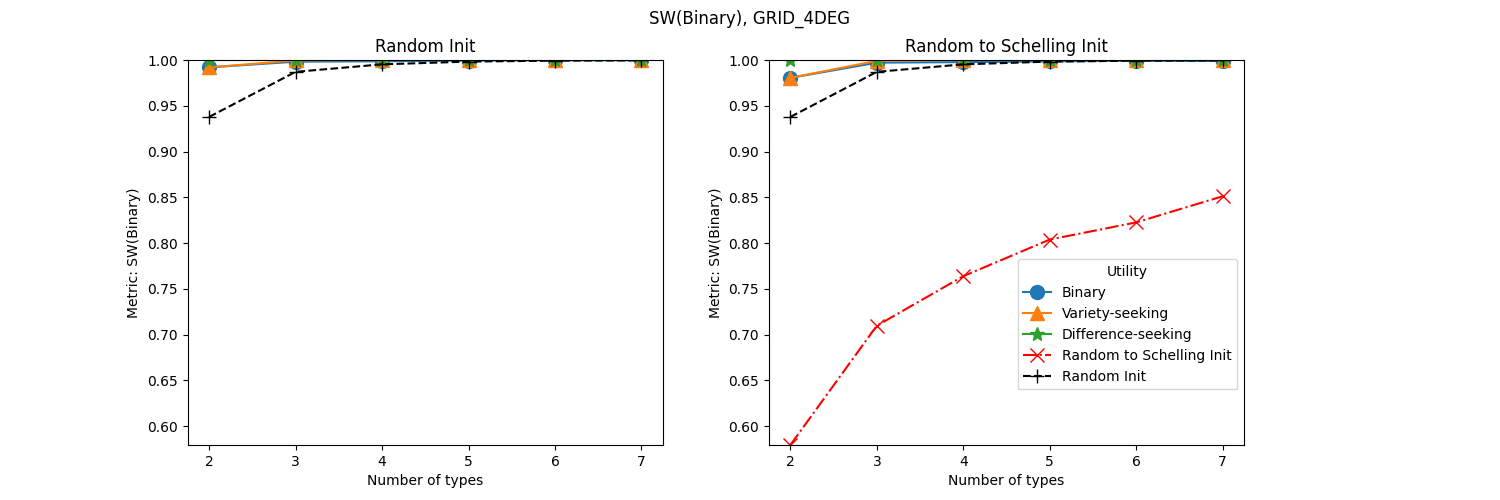 SW(Binary), GRID_4DEG
Random Init
1.00
0.95
0.90
0.85
0.80
0.75
0.70
0.65
0.60
Metric: SW(Binary)
2 3 4 5 6 7
Number of types
Random to Schelling Init
1.00
0.95
0.90
0.85
0.80
0.75
0.70
0.65
0.60
Metric: SW(Binary)
2 3 4 5 6 7
Number of types
Utility
Binary
Variety-seeking
Difference-seeking
Random to Schelling Init
Random Init